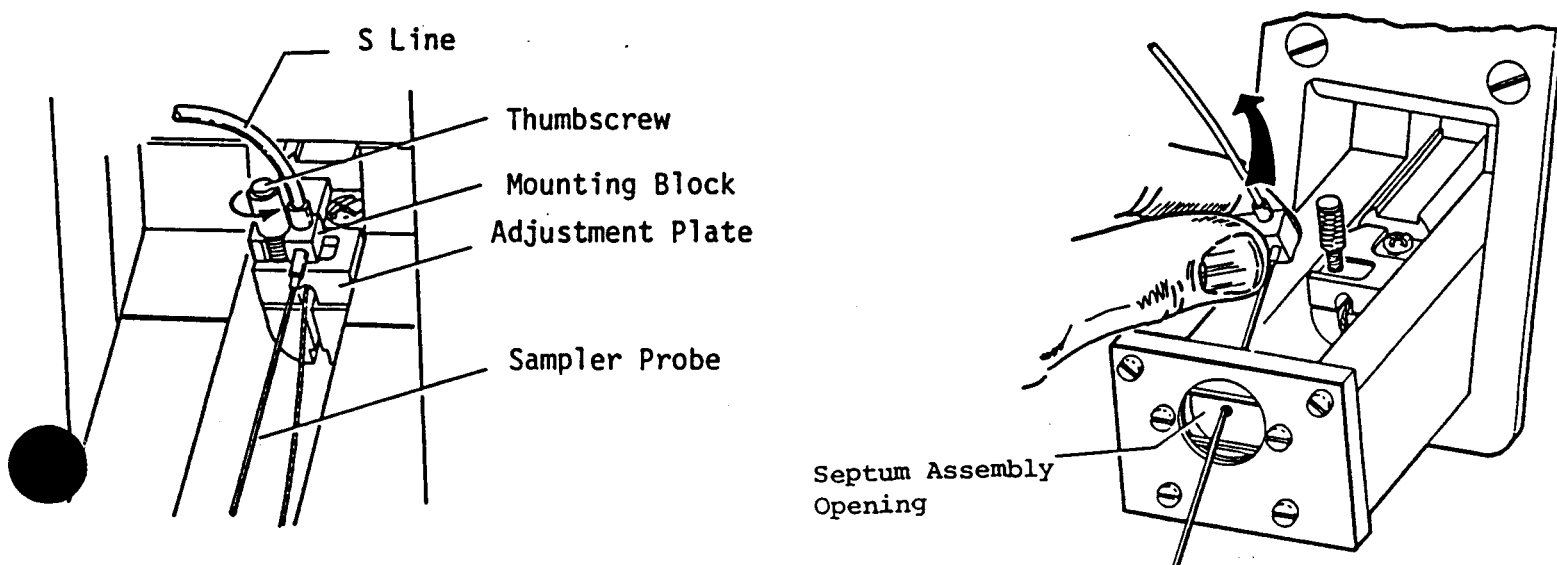 S Line
Thumbscrew
Mounting Block
Adjustment Plate
Sampler Probe
Septum Assembly
Opening